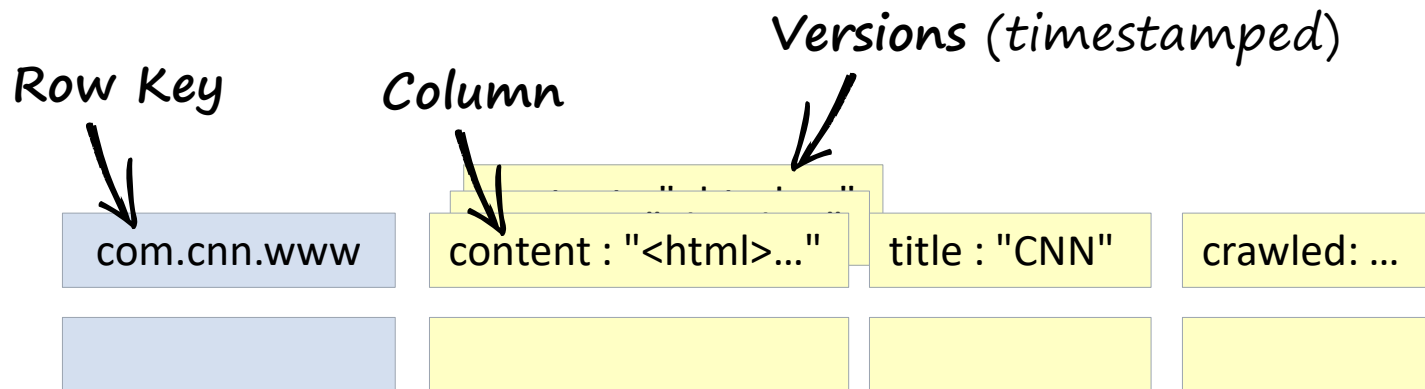 Versions (timestamped)
Row Key
Column
com.cnn.www
content : "<html>…"
title : "CNN"
crawled: …